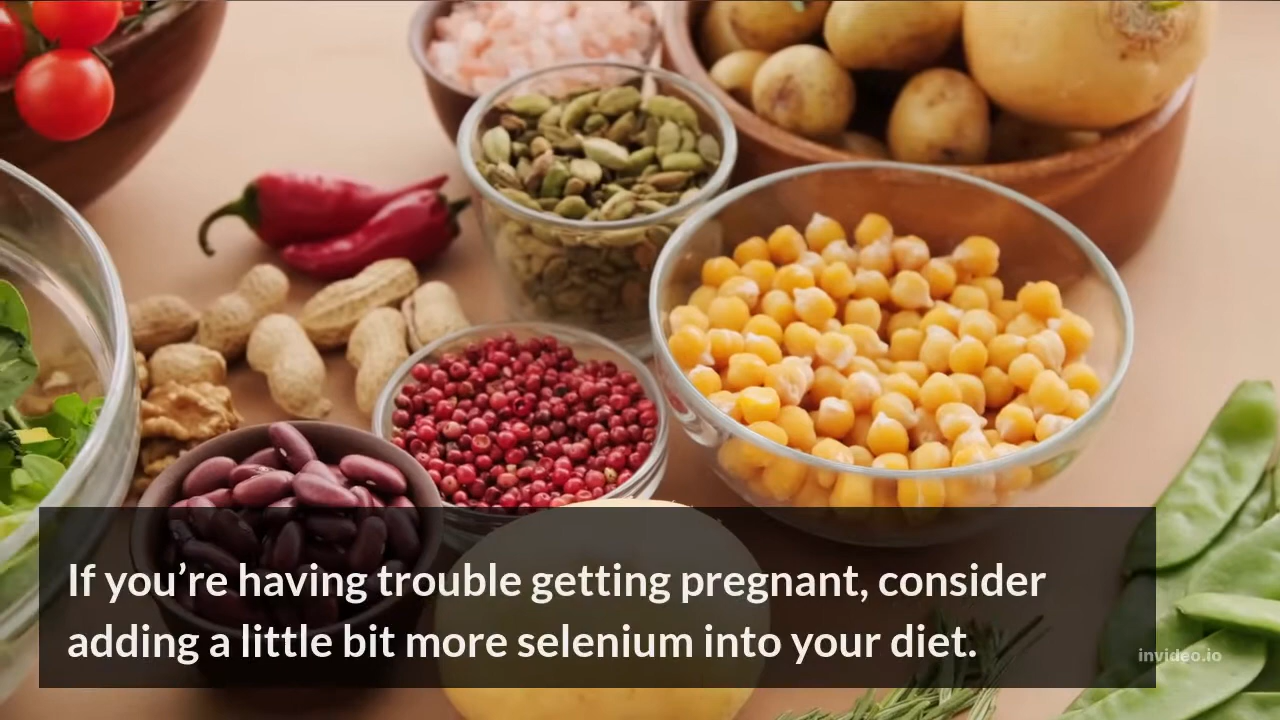 If you’re having trouble getting pregnant, consider
adding a little bit more selenium into your diet.
invideo.io